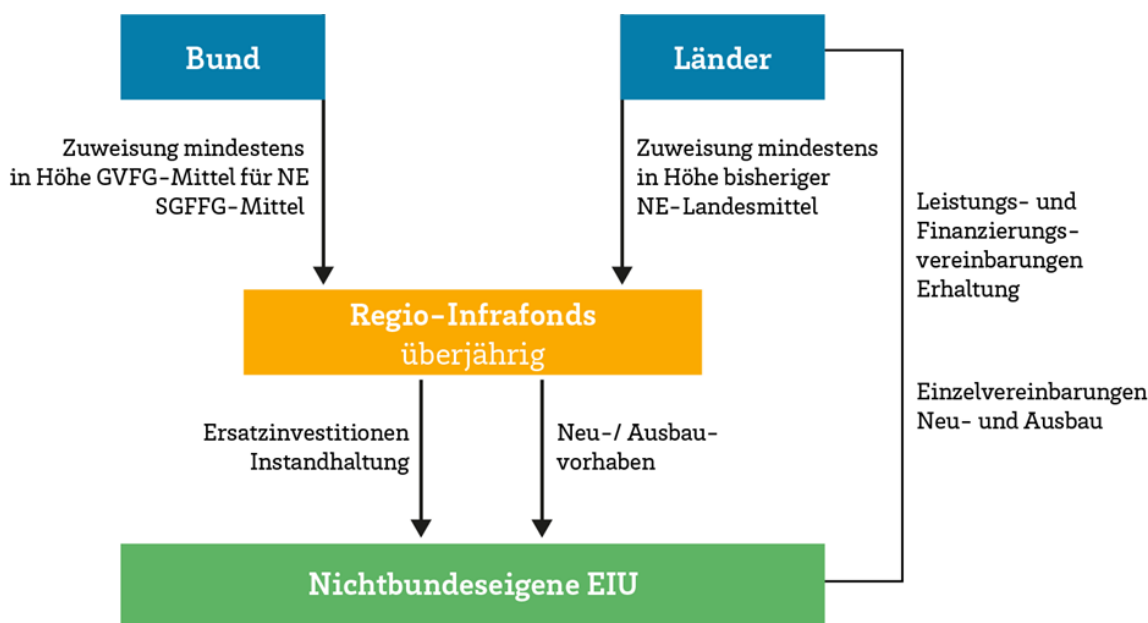 Bund
Länder
Zuweisung mindestens
in Höhe GVFG-Mittel für NE
SGFFG-Mittel
Zuweisung mindestens
in Höhe bisheriger
NE-Landesmittel
Leistungs- und
Finanzierungs-
vereinbarungen
Erhaltung
Regio-Infrafonds
überjährig
Einzelvereinbarungen
Neu- und Ausbau
Ersatzinvestitionen
Instandhaltung
Neu-/ Ausbau-
vorhaben
Nichtbundeseigene EIU